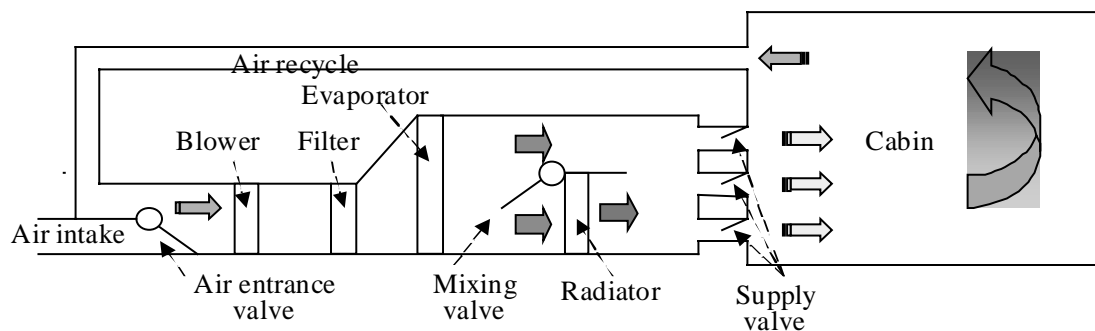 Air recycle
Evaporator
Blower
Filter
Cabin
Air intake
Air entrance
valve
Mixing
valve
Radiator
Supply
valve